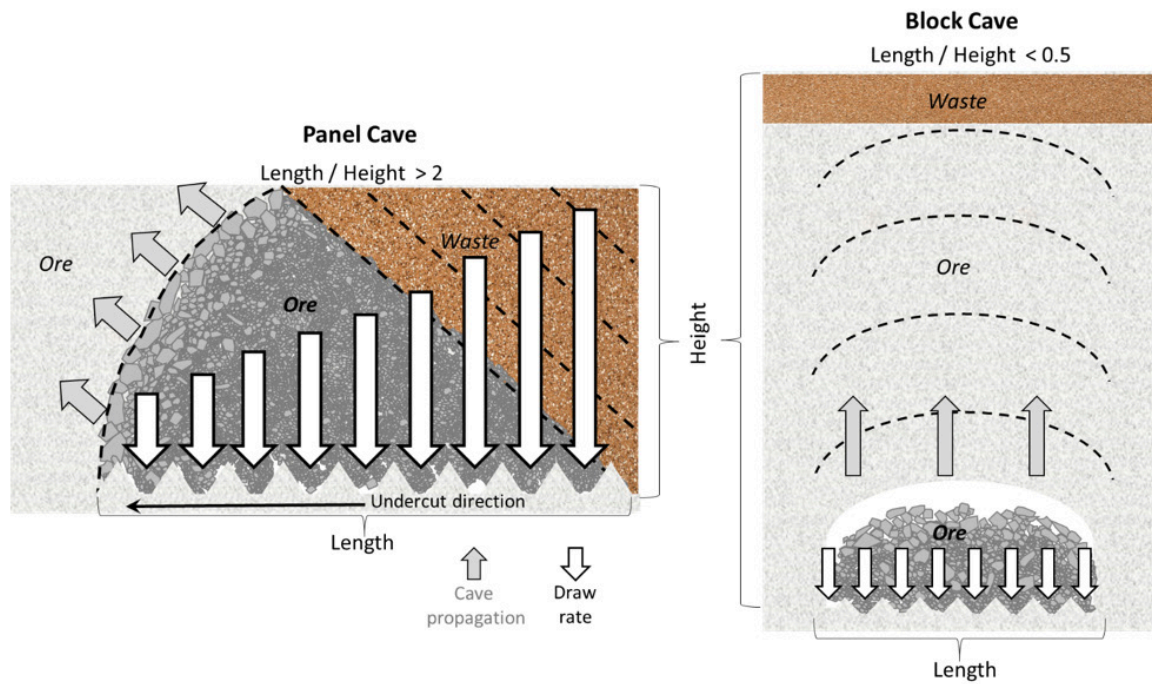 Block Cave
Length / Height < 0.5
Waste
Panel Cave
Length / Height > 2
Ore
Waste
Ore
Ore
Height
Undercut direction
Length
Ore
Cave
propagation
Draw
rate
Length